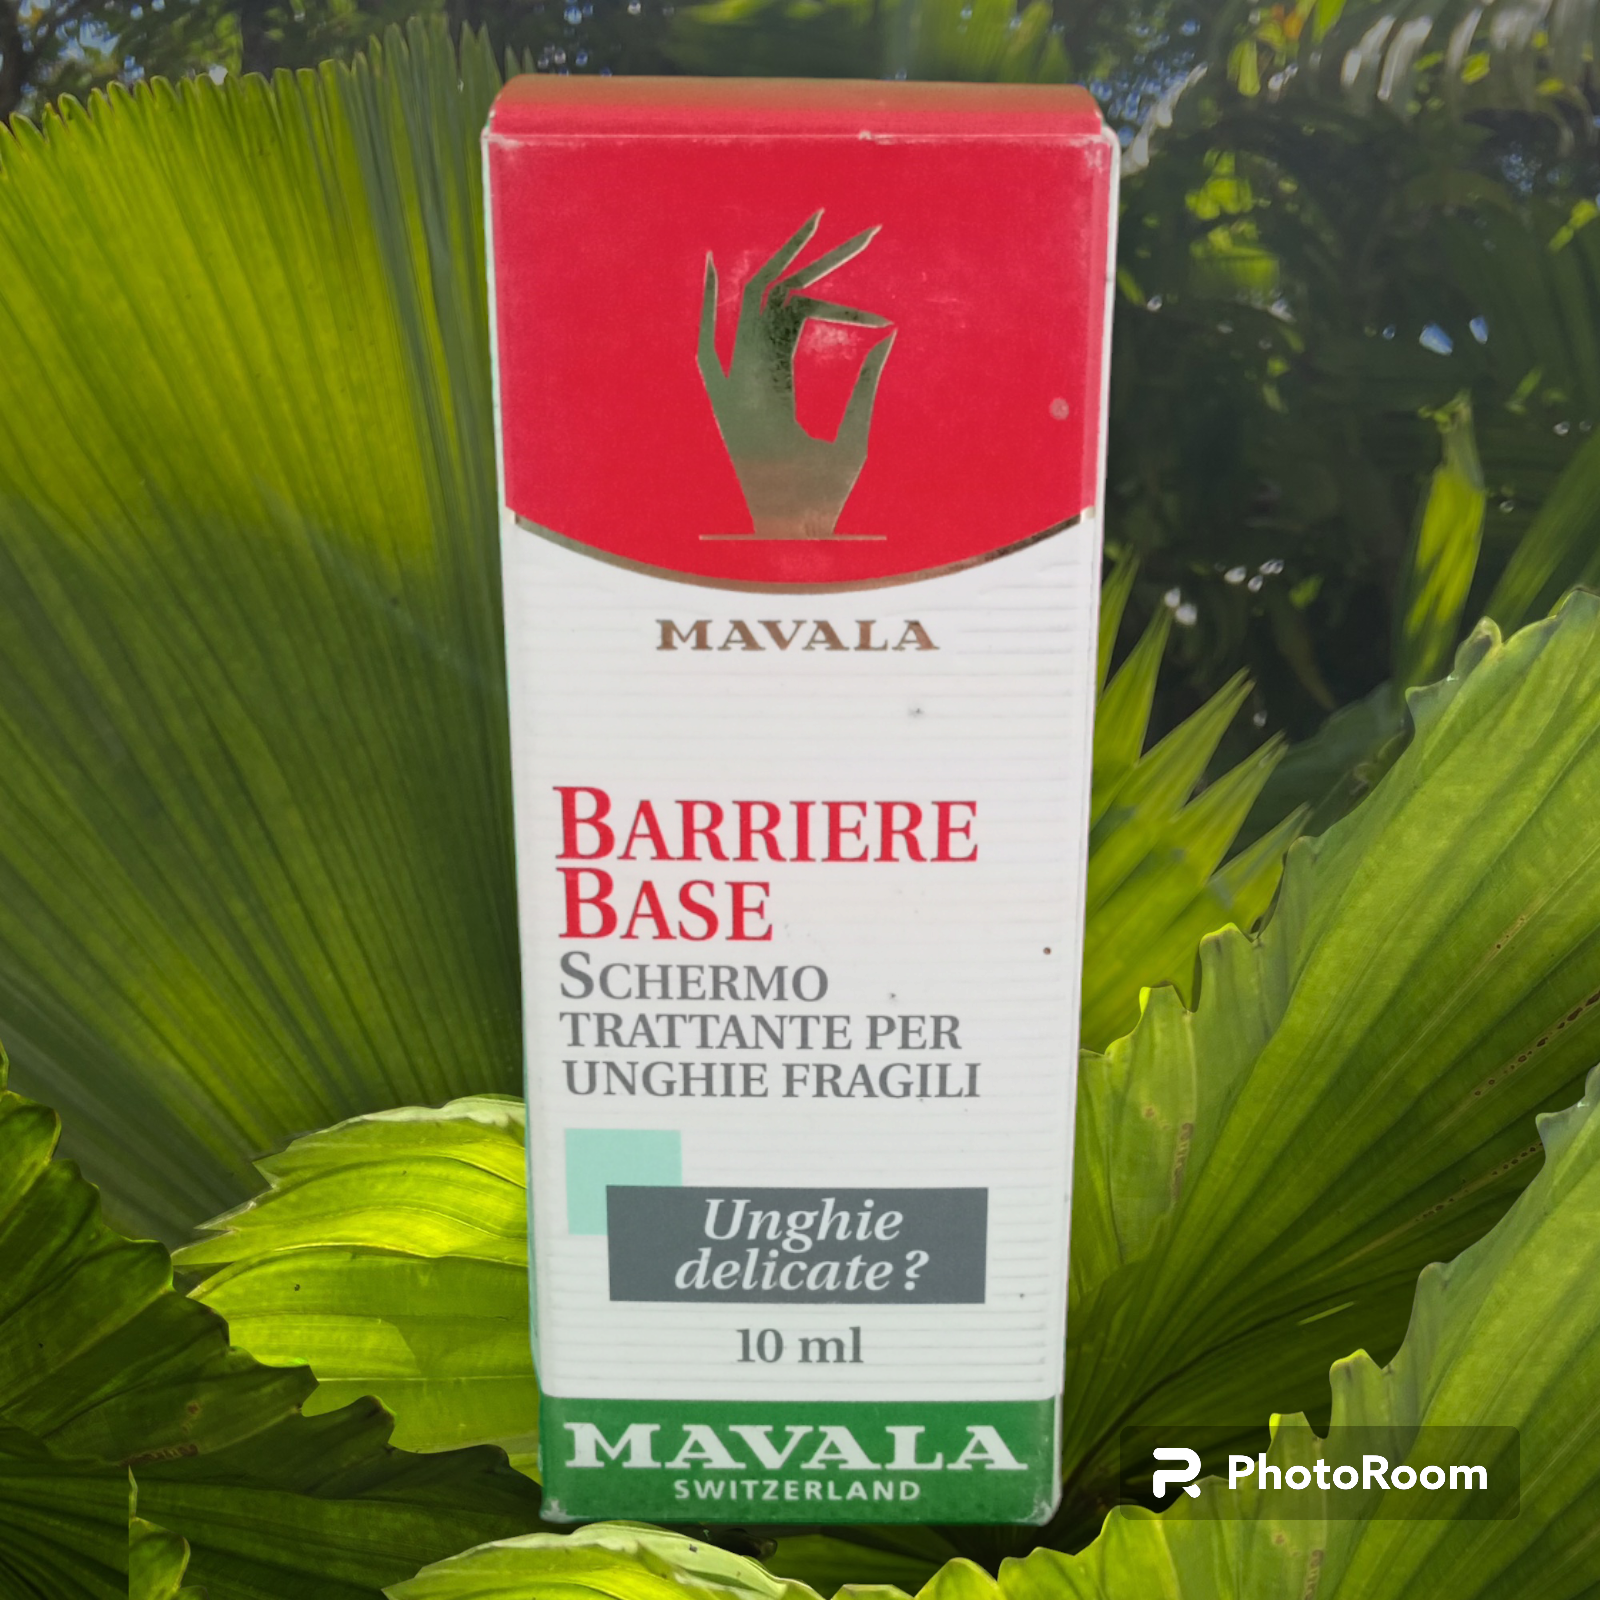 MAVALA
BARRIERE
BASE
SCHERMO
TRATTANTE PER
UNGHIE FRAGILI
Unghie
delicate?
10 ml
MAVALA
SWITZERLAND
PhotoRoom